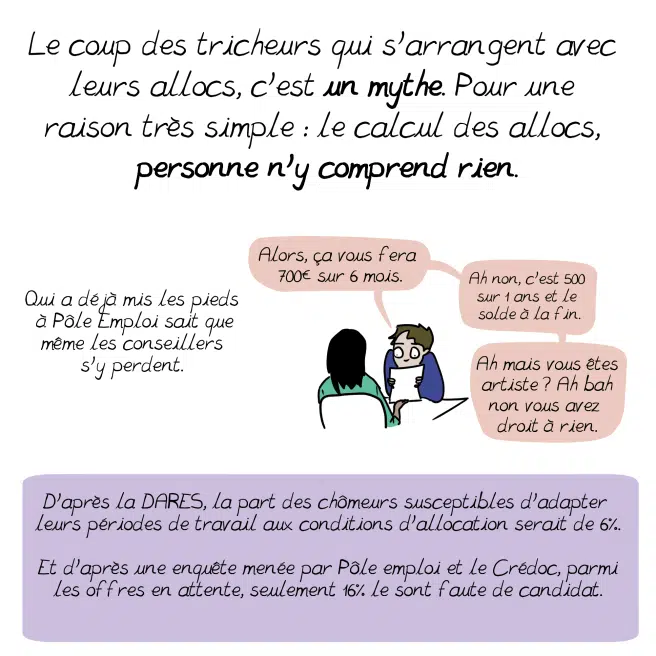 Le coup des tricheurs qui s'arrangent avec
leurs allocs, c'est un mythe. Pour une
raison très simple : le calcul des allocs,
personne n'y comprend rien.
Qui a déjà mis les pieds
à Pôle Emploi sait que
même les conseillers
s'y perdent.
Alors, ça vous fera
700€ sur 6 mois.
Ah non, c'est 500
sur 1 ans et le
solde à la fin.
Ah mais vous êtes
artiste ? Ah bah
non vous avez
droit à rien.
D'après la DARES, la part des chômeurs susceptibles d'adapter
leurs périodes de travail aux conditions d'allocation serait de 6%.
Et d'après une enquête menée par Pôle emploi et le Crédoc, parmi
les offres en attente, seulement 16% le sont faute de candidat.